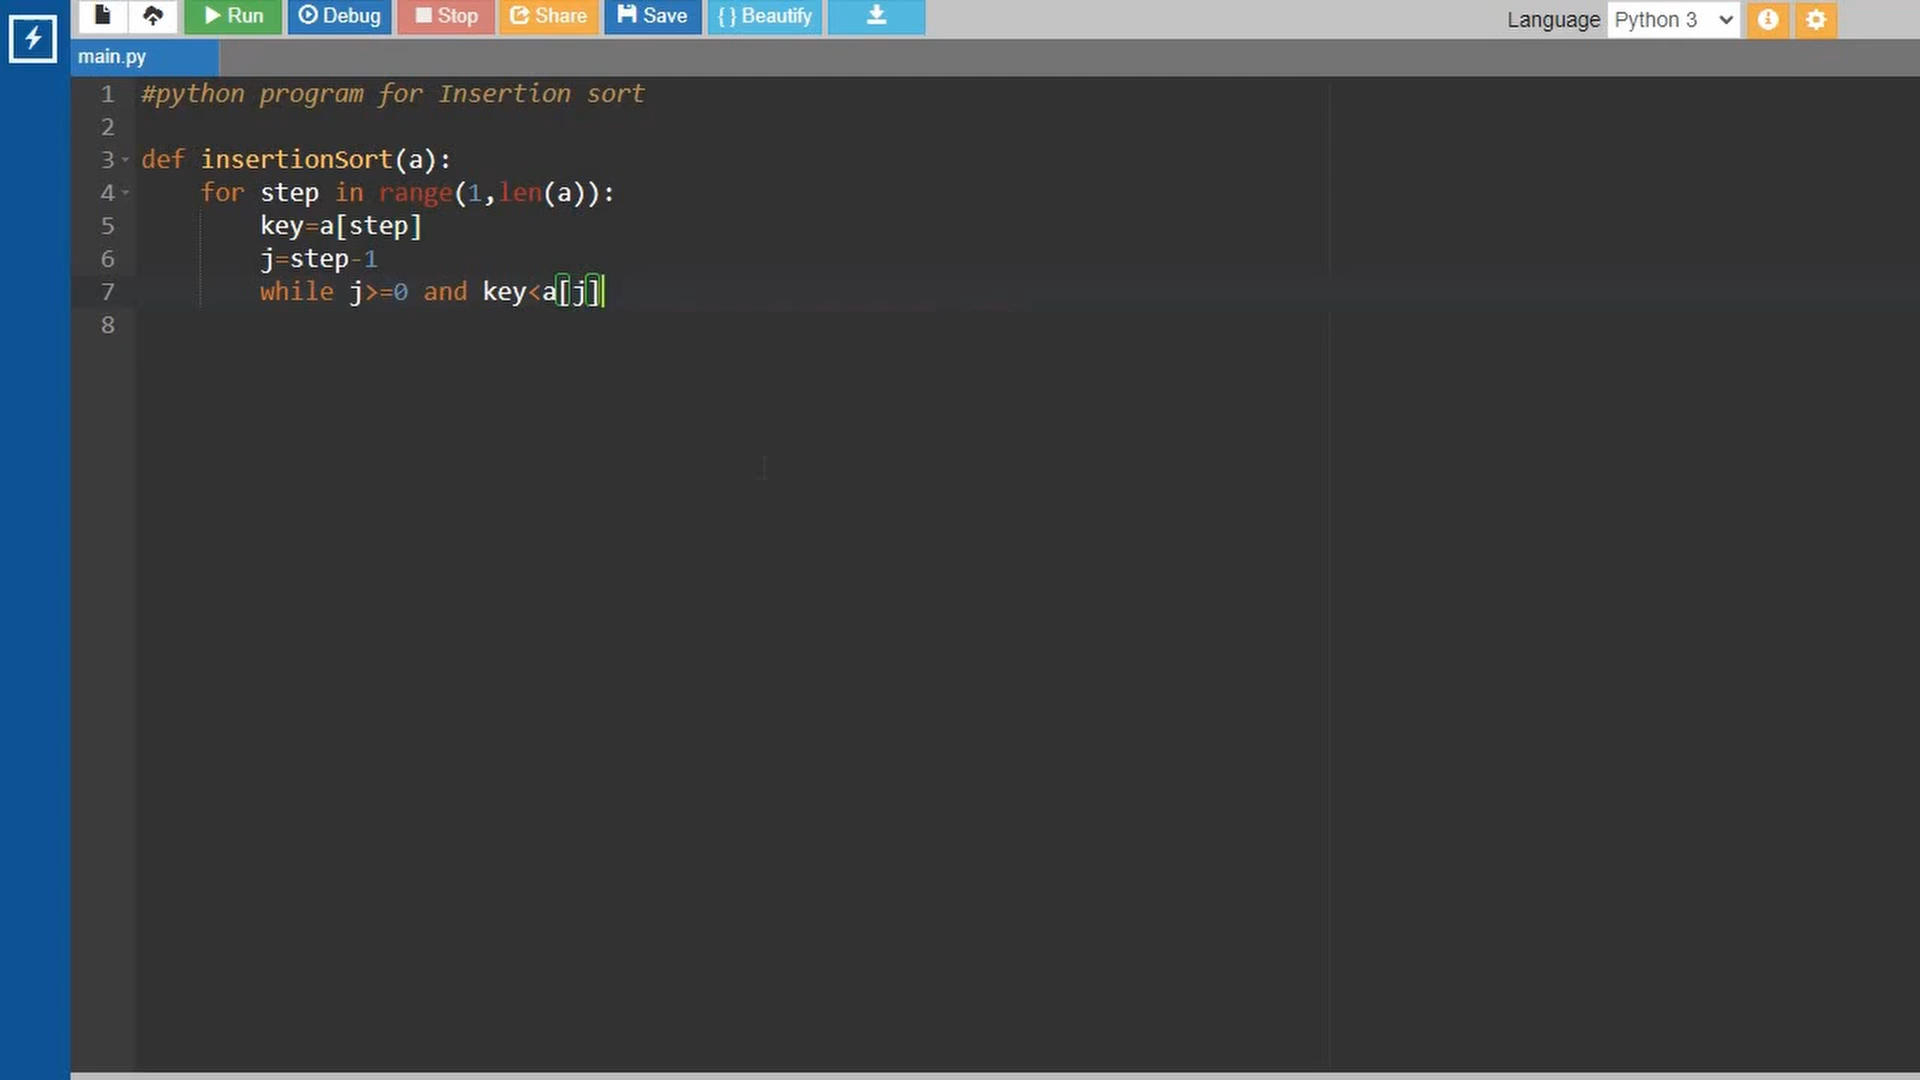 Run Debug Stop Share Save {} Beautify Language Python 3
main.py
1 #python program for Insertion sort
2
3 def insertionSort(a):
4 for step in range(1,len(a)):
5 key=a[step]
6 j=step-1
7 while j>=0 and key<a[j]
8